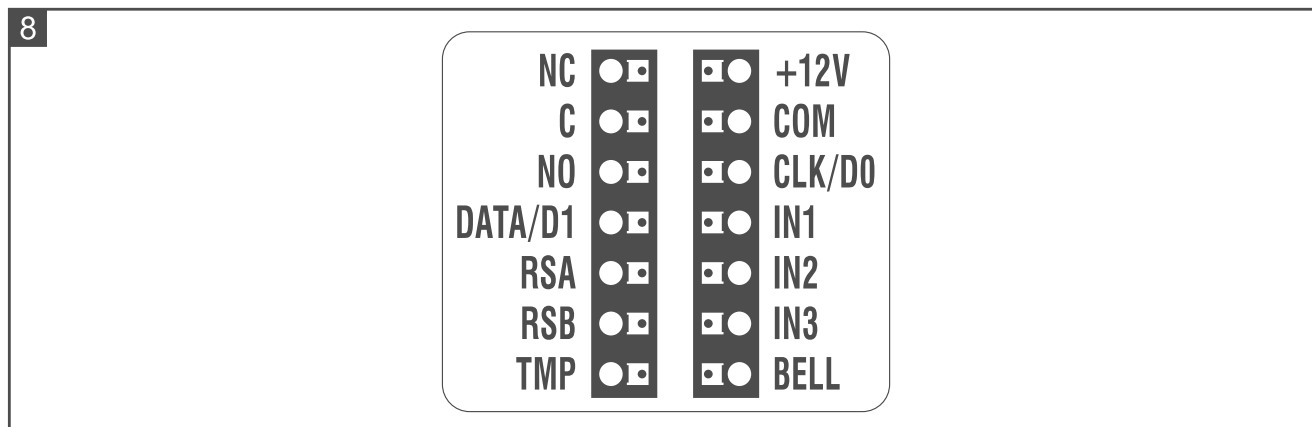 8
NC +12V
C COM
NO CLK/D0
DATA/D1 IN1
RSA IN2
RSB IN3
TMP BELL